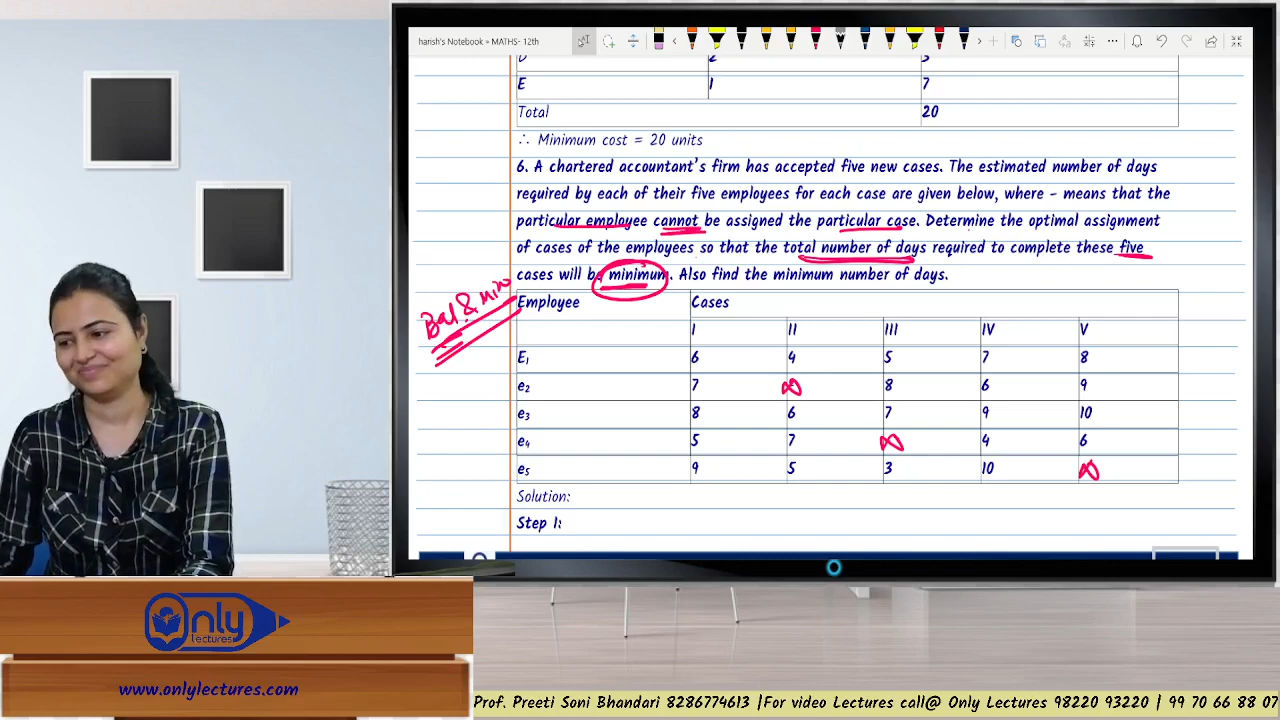 harish's Notebook » MATHS- 12th
D 2 3
E 1 7
Total 20
∴ Minimum cost = 20 units
6. A chartered accountant's firm has accepted five new cases. The estimated number of days
required by each of their five employees for each case are given below, where - means that the
particular employee cannot be assigned the particular case. Determine the optimal assignment
of cases of the employees so that the total number of days required to complete these five
cases will be minimum. Also find the minimum number of days.
Bal & min
Employee Cases
I II III IV V
E₁ 6 4 5 7 8
e₂ 7 ∞ 8 6 9
e₃ 8 6 7 9 10
e₄ 5 7 ∞ 4 6
e₅ 9 5 3 10 ∞
Solution:
Step 1:
Only
lectures
www.onlylectures.com
Prof. Preeti Soni Bhandari 8286774613 |For video Lectures call@ Only Lectures 98220 93220 | 99 70 66 88 07